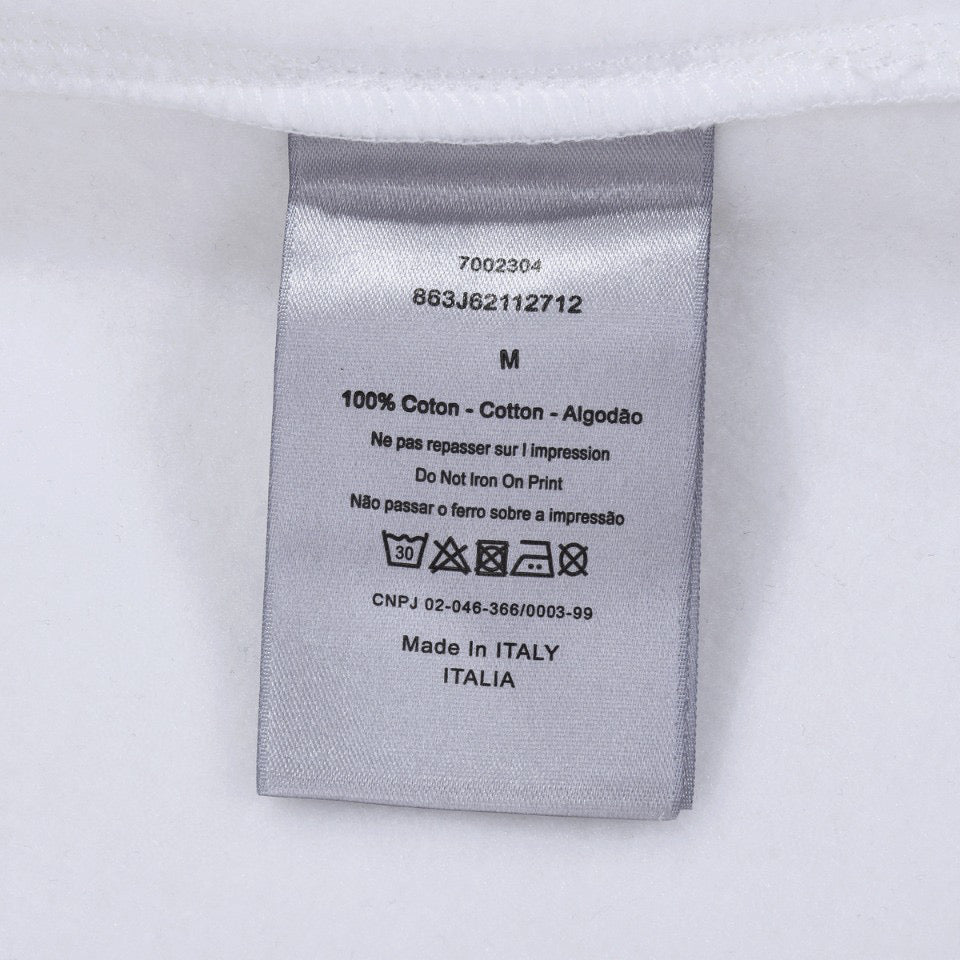 7002304
863J62112712
M
100% Coton - Cotton - Algodão
Ne pas repasser sur l impression
Do Not Iron On Print
Não passar o ferro sobre a impressão
30
CNPJ 02-046-366/0003-99
Made In ITALY
ITALIA